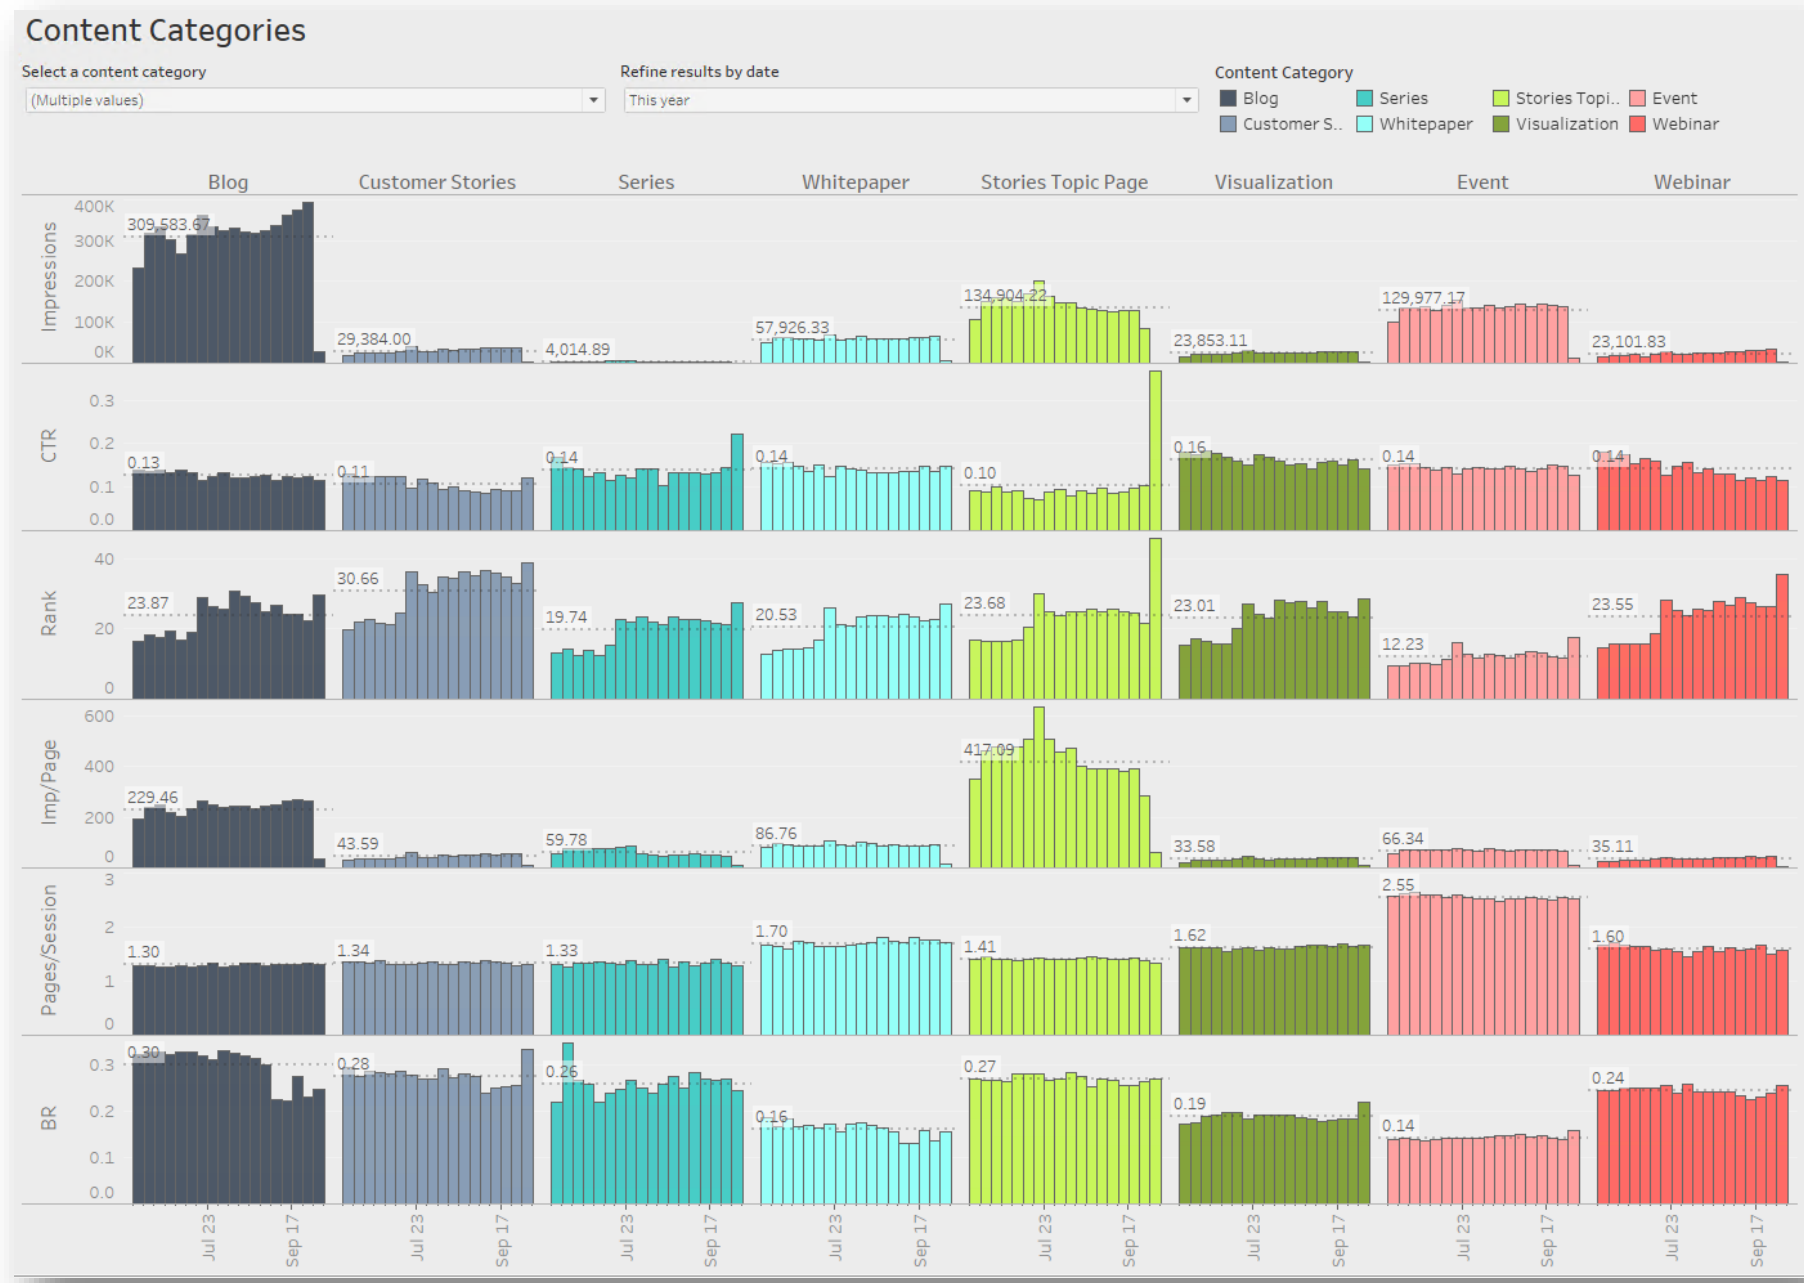 Content Categories
Select a content category
Refine results by date
Content Category
(Multiple values)
This year
Blog
Series
Stories Topi..
Event
Customer S..
Whitepaper
Visualization
Webinar
Blog Customer Stories Series Whitepaper Stories Topic Page Visualization Event Webinar
Impressions
400K
300K
200K
100K
0K
309,583.67
29,384.00
4,014.89
57,926.33
134,904.22
23,853.11
129,977.17
23,101.83
CTR
0.3
0.2
0.1
0.0
0.13
0.11
0.14
0.14
0.10
0.16
0.14
0.14
Rank
40
20
0
23.87
30.66
19.74
20.53
23.68
23.01
12.23
23.55
Imp/Page
600
400
200
0
229.46
43.59
59.78
86.76
417.09
33.58
66.34
35.11
Pages/Session
3
2
1
0
1.30
1.34
1.33
1.70
1.41
1.62
2.55
1.60
BR
0.3
0.2
0.1
0.0
0.30
0.28
0.26
0.16
0.27
0.19
0.14
0.24
Jul 23
Sep 17
Jul 23
Sep 17
Jul 23
Sep 17
Jul 23
Sep 17
Jul 23
Sep 17
Jul 23
Sep 17
Jul 23
Sep 17
Jul 23
Sep 17